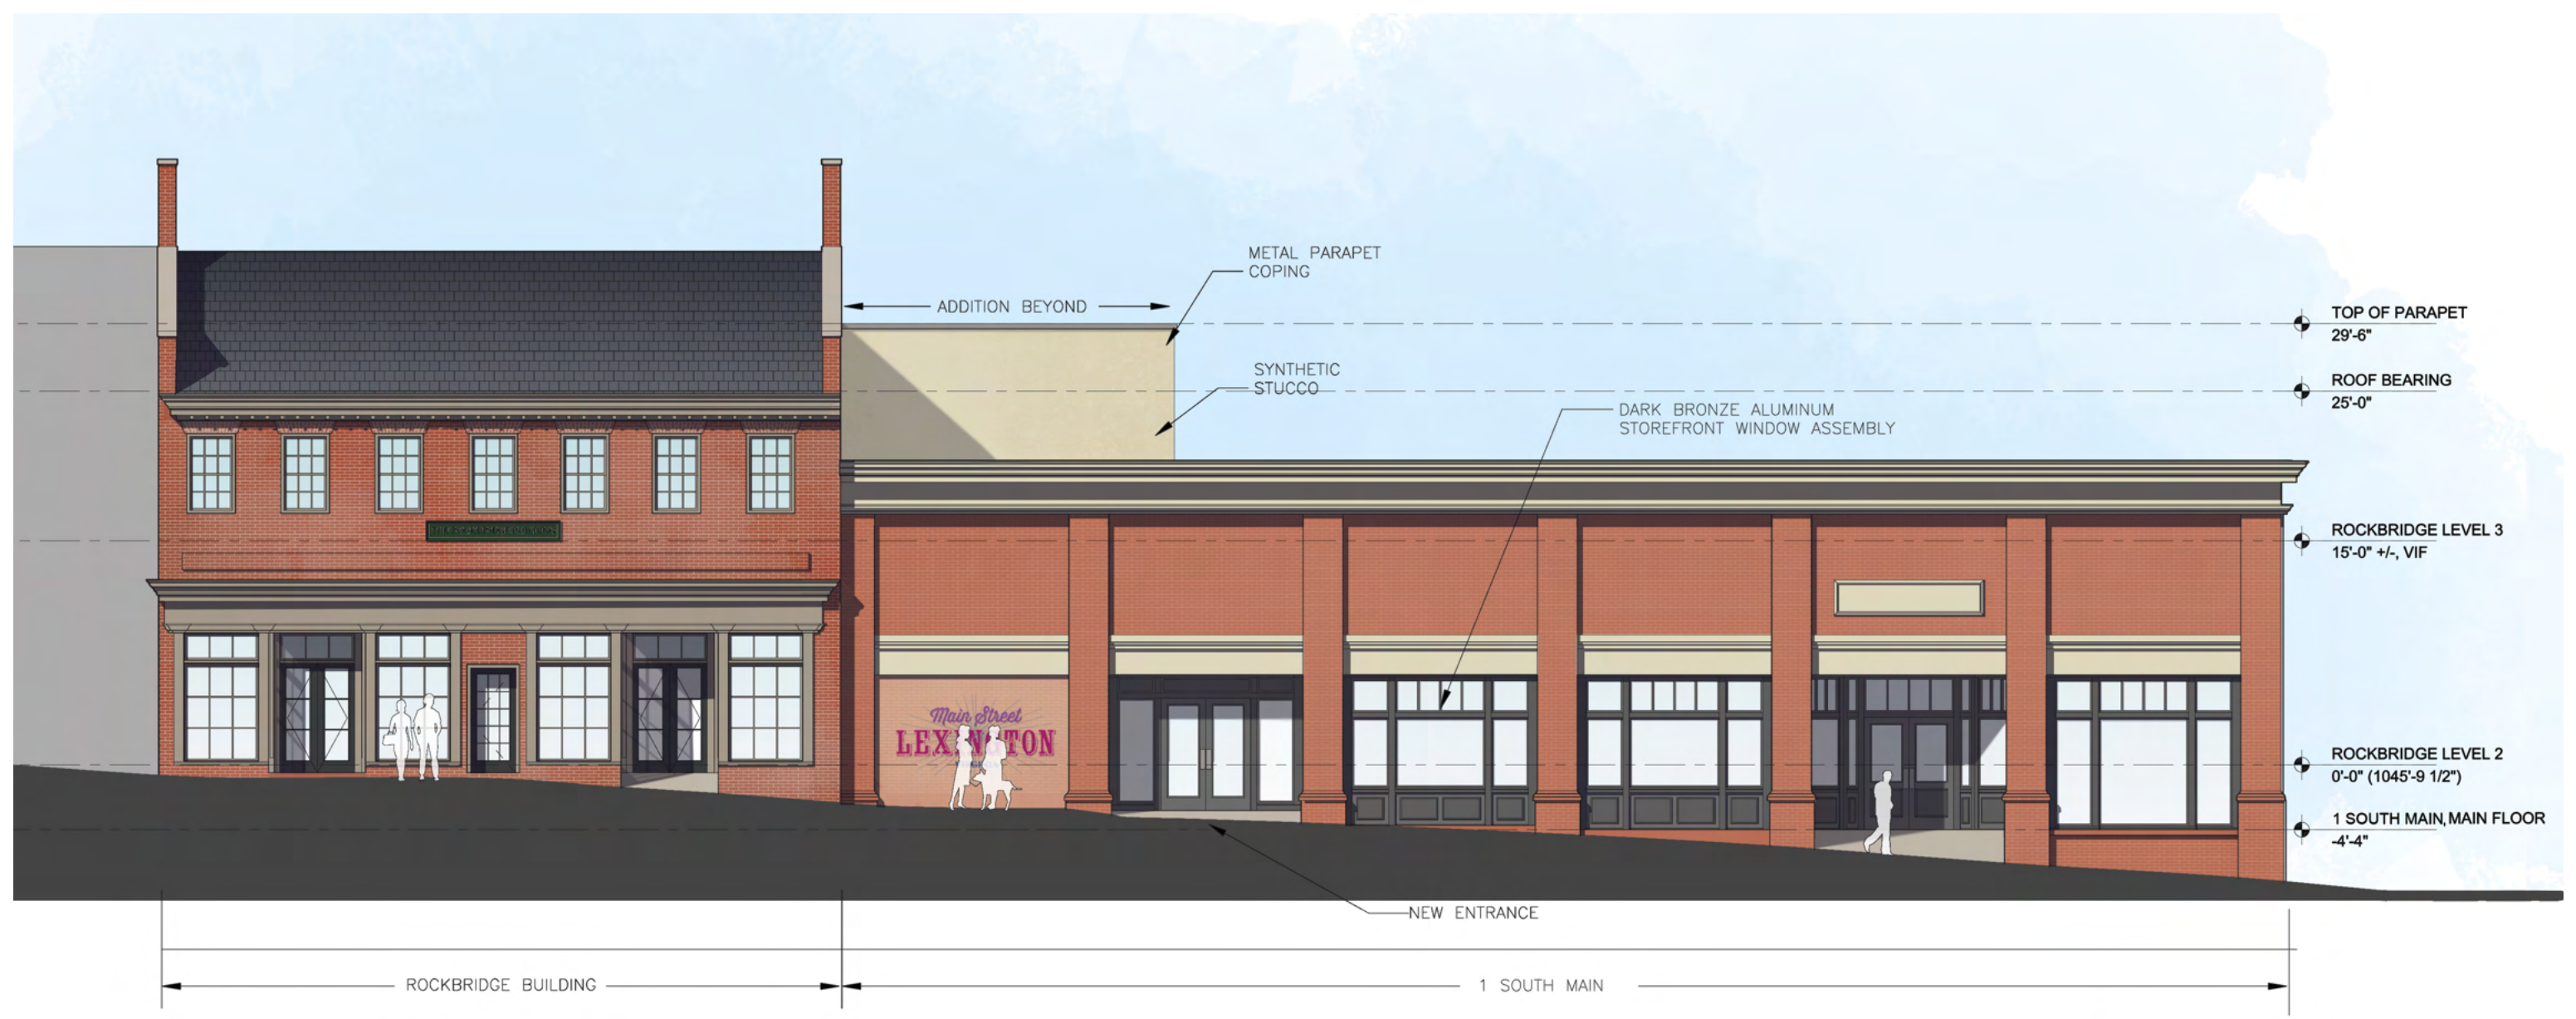 METAL PARAPET
COPING
ADDITION BEYOND
TOP OF PARAPET
29'-6"
SYNTHETIC
STUCCO
ROOF BEARING
25'-0"
DARK BRONZE ALUMINUM
STOREFRONT WINDOW ASSEMBLY
ROCKBRIDGE LEVEL 3
15'-0" +/-, VIF
Main Street
LEXINGTON
ROCKBRIDGE LEVEL 2
0'-0" (1045'-9 1/2")
1 SOUTH MAIN, MAIN FLOOR
-4'-4"
NEW ENTRANCE
ROCKBRIDGE BUILDING
1 SOUTH MAIN